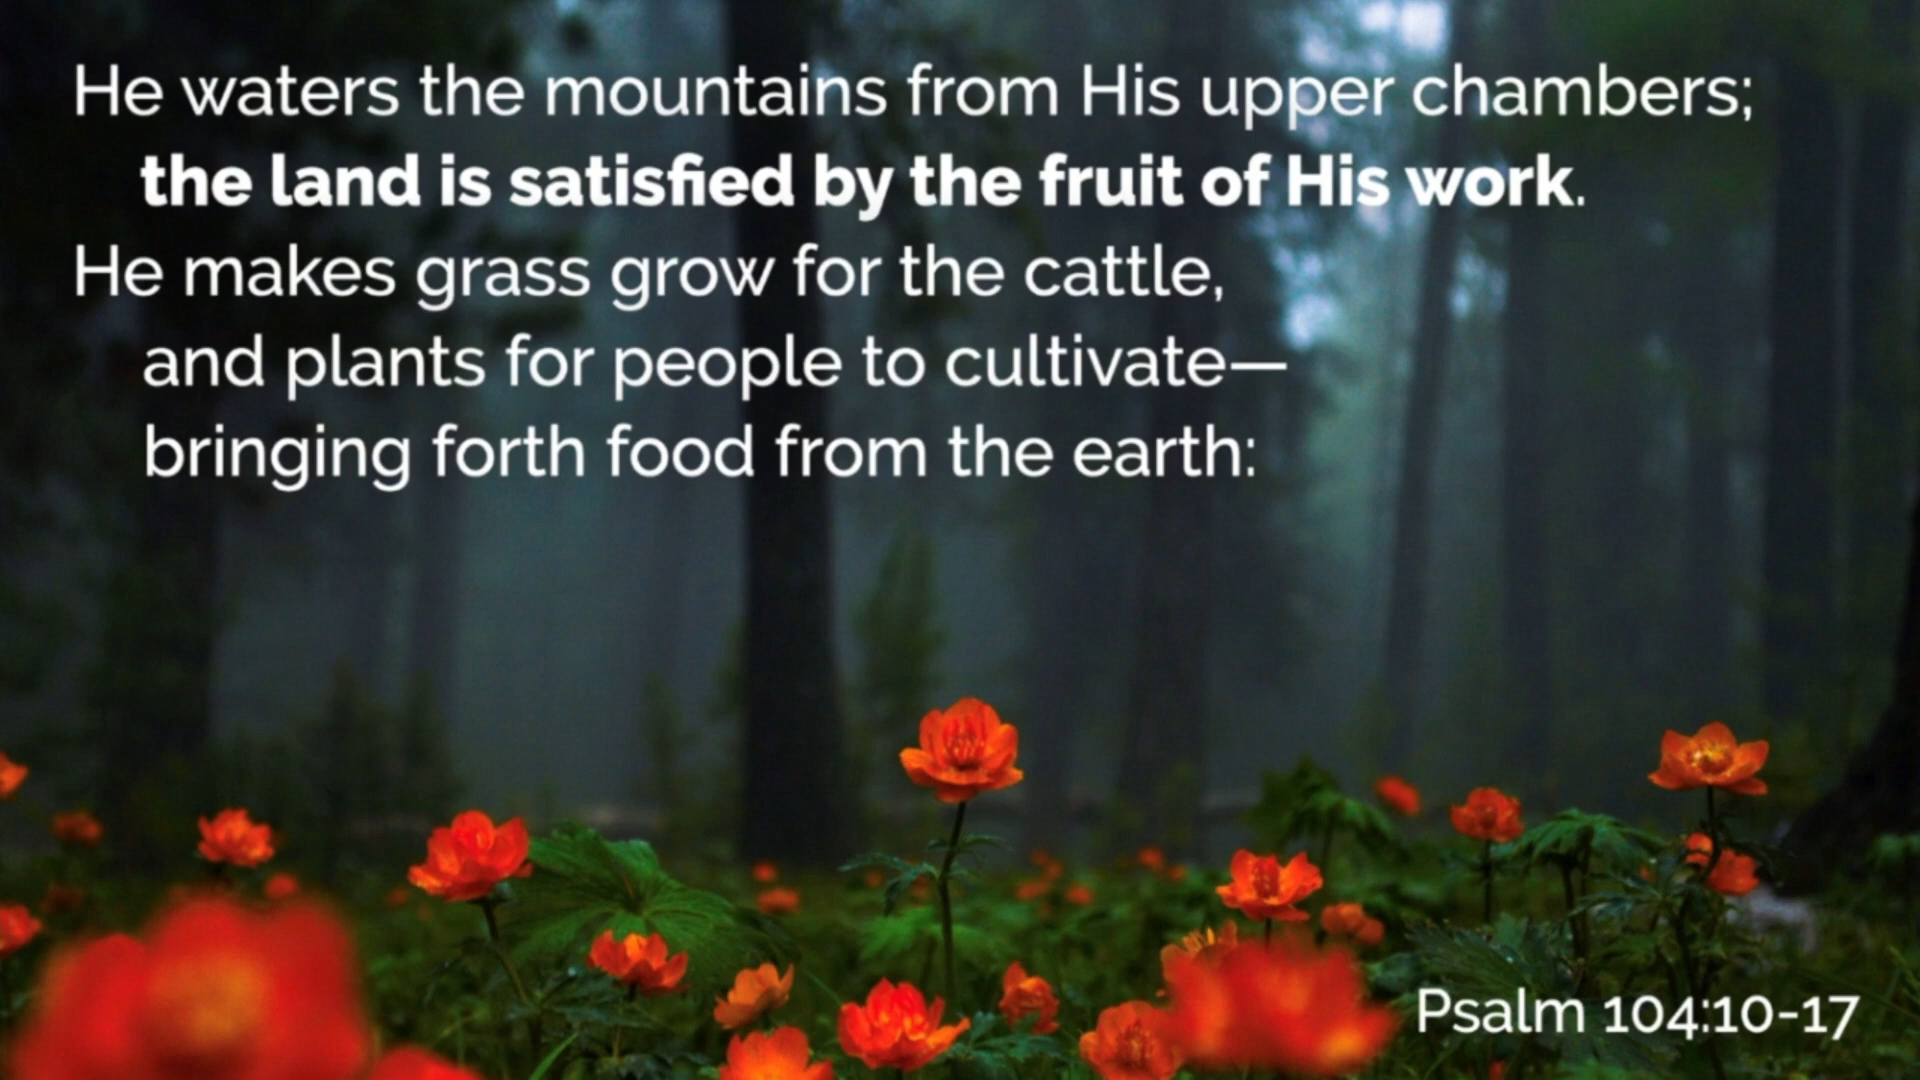 He waters the mountains from His upper chambers;
the land is satisfied by the fruit of His work.
He makes grass grow for the cattle,
and plants for people to cultivate—
bringing forth food from the earth:
Psalm 104:10-17